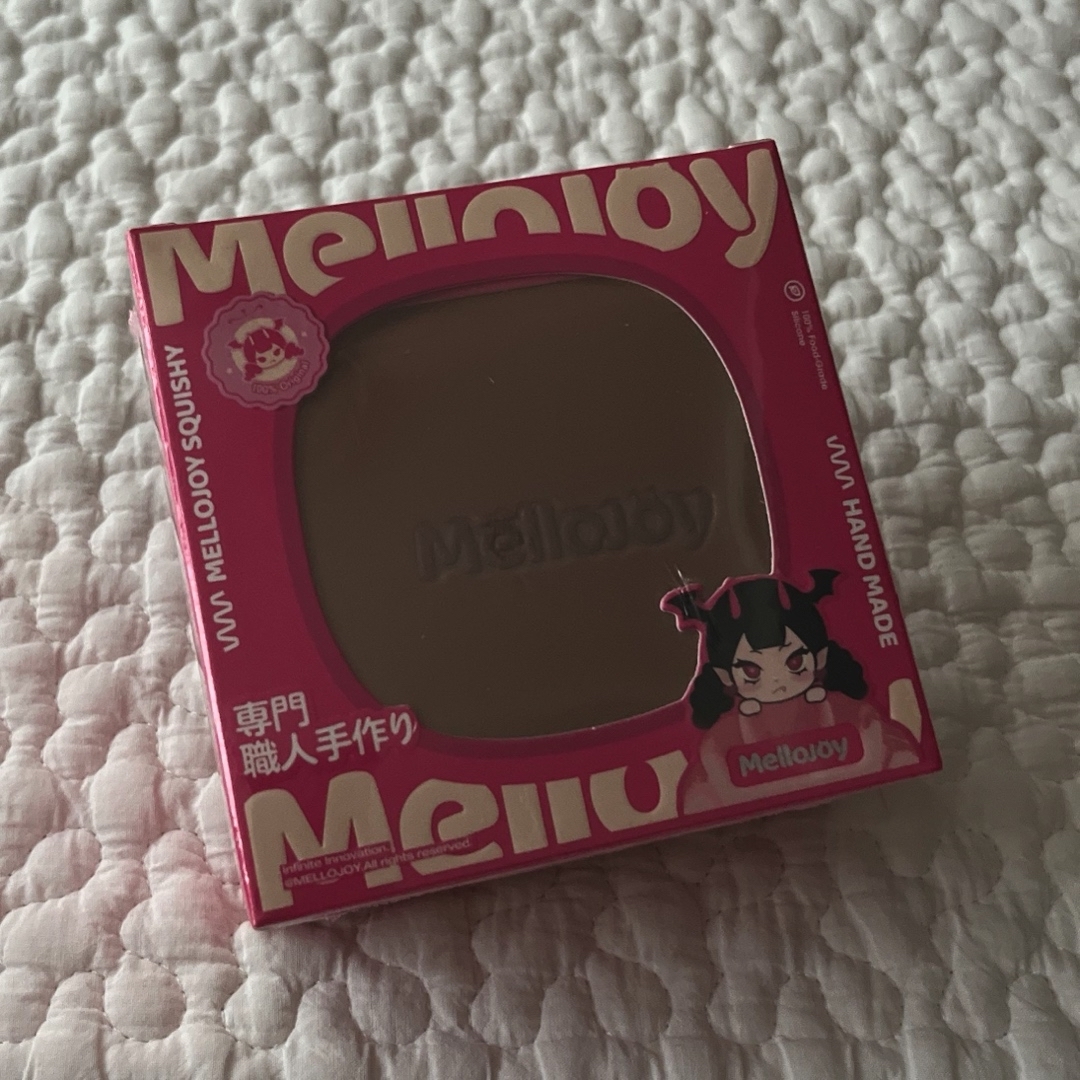 MelloJoy
100% Original
100% Food-Grade
Silicone
MELLOJOY SQUISHY
HAND MADE
MelloJoy
専門
職人手作り
MelloJoy
Infinite Innovation.
@MELLOJOY.All rights reserved.